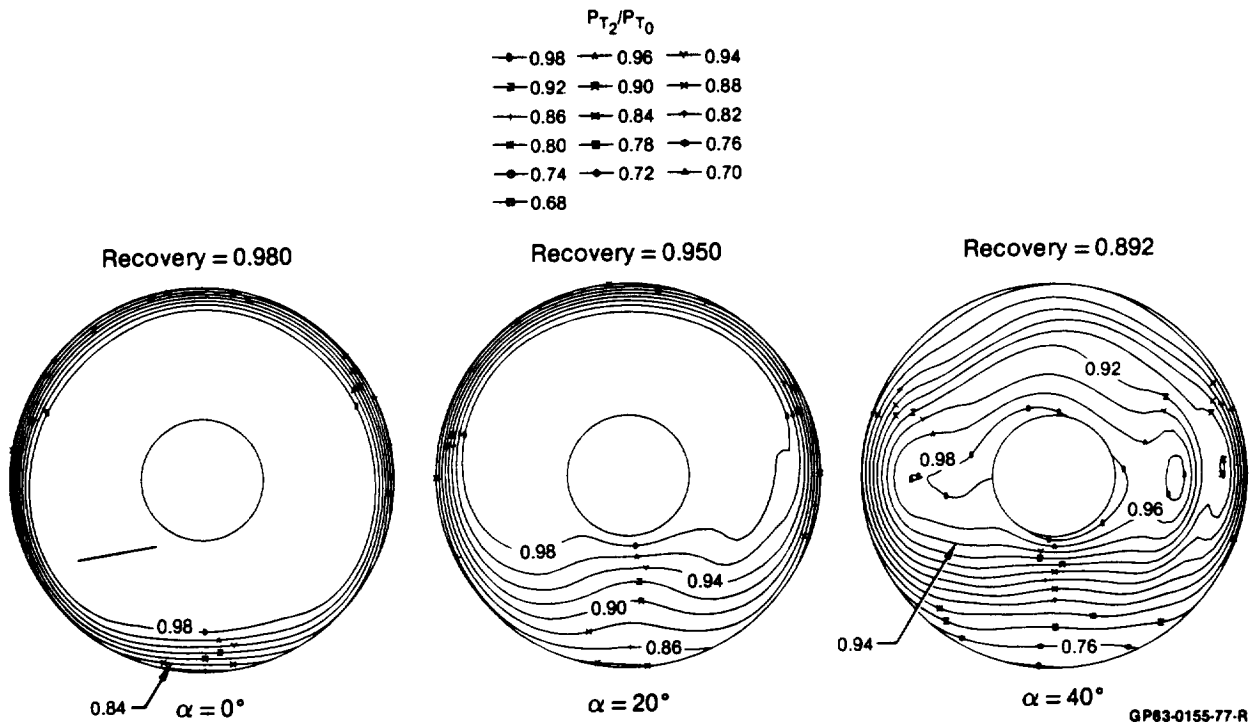 P_T2/P_T0
0.98 0.96 0.94
0.92 0.90 0.88
0.86 0.84 0.82
0.80 0.78 0.76
0.74 0.72 0.70
0.68
Recovery = 0.980
Recovery = 0.950
Recovery = 0.892
0.98
0.84
α = 0°
0.98
0.94
0.90
0.86
α = 20°
0.92
0.98
0.96
0.94
0.76
α = 40°
GP83-0155-77-R